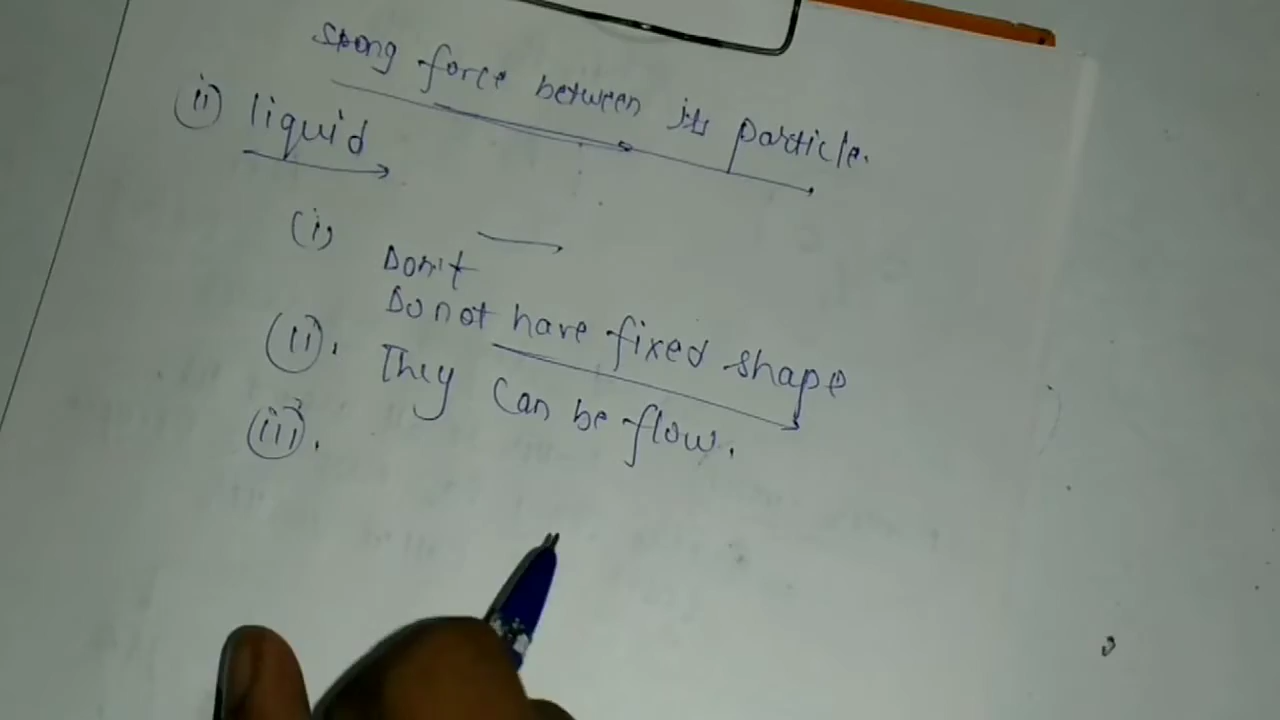 strong force between its particle.
(ii) liquid
(i) Don't
Do not have fixed shape
(ii). They can be flow.
(iii).